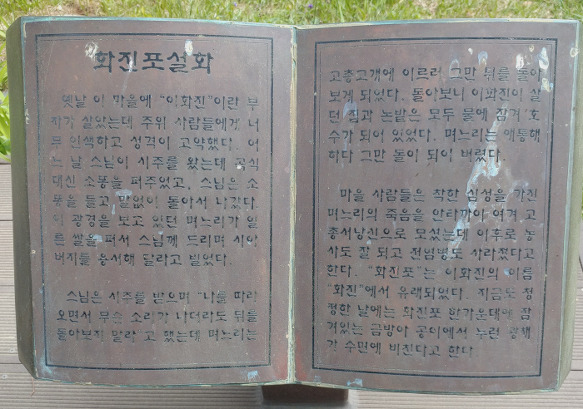 화진포설화
옛날 이 마을에 "이화진"이란 부
자가 살았는데 주위 사람들에게 너
무 인색하고 성격이 고약했다. 어
느 날 스님이 시주를 왔는데 곡식
대신 소똥을 퍼주었고, 스님은 소
똥을 들고 말없이 돌아서 나갔다.
이 광경을 보고 있던 며느리가 얼
른 쌀을 퍼서 스님께 드리며 시아
버지를 용서해 달라고 빌었다.
스님은 시주를 받으며 "나를 따라
오면서 무슨 소리가 나더라도 뒤를
돌아보지 말라"고 했는데 며느리는
고총고개에 이르러 그만 뒤를 돌아
보게 되었다. 돌아보니 이화진이 살
던 집과 논밭은 모두 물에 잠겨 호
수가 되어 있었다. 며느리는 애통해
하다 그만 돌이 되어 버렸다.
마을 사람들은 착한 심성을 가진
며느리의 죽음을 안타까이 여겨 고
총서낭신으로 모셨는데 이후로 농
사도 잘 되고 전염병도 사라졌다고
한다. "화진포"는 이화진의 이름
"화진"에서 유래되었다. 지금도 청
정한 날에는 화진포 한가운데에 잠
겨있는 금방아 공이에서 누런 광채
가 수면에 비친다고 한다